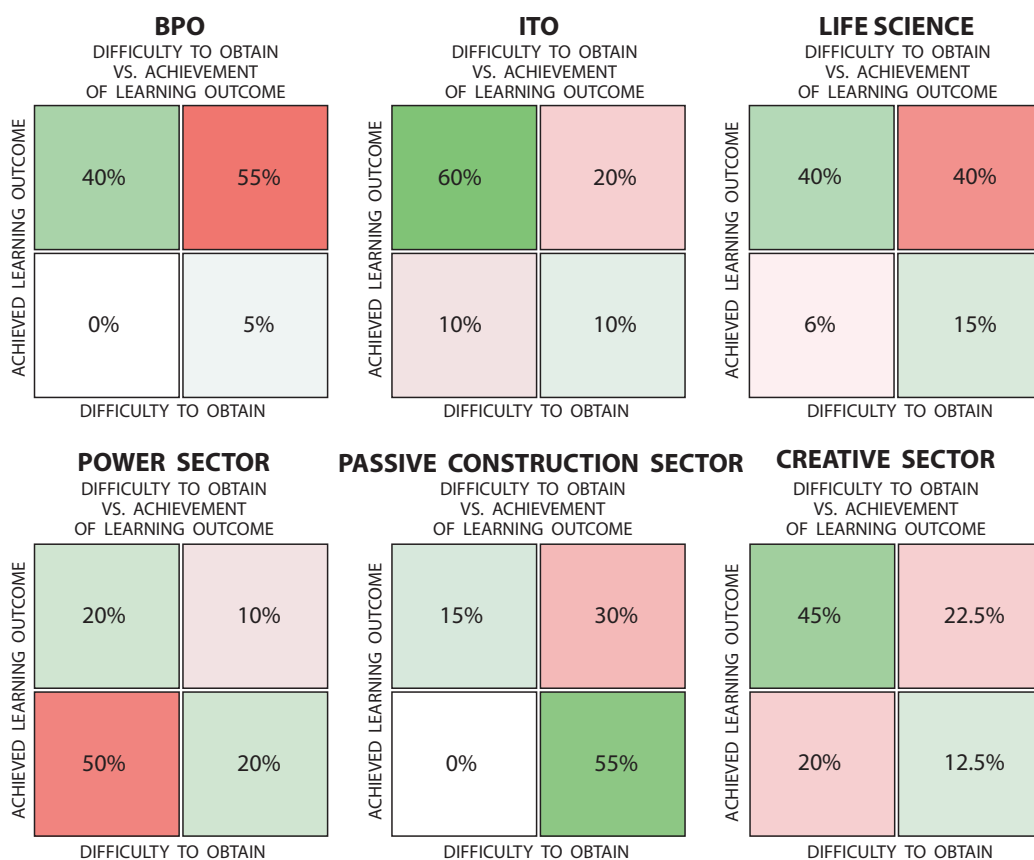 BPO
DIFFICULTY TO OBTAIN
VS. ACHIEVEMENT
OF LEARNING OUTCOME
ACHIEVED LEARNING OUTCOME
40%
55%
0%
5%
DIFFICULTY TO OBTAIN
ITO
DIFFICULTY TO OBTAIN
VS. ACHIEVEMENT
OF LEARNING OUTCOME
ACHIEVED LEARNING OUTCOME
60%
20%
10%
10%
DIFFICULTY TO OBTAIN
LIFE SCIENCE
DIFFICULTY TO OBTAIN
VS. ACHIEVEMENT
OF LEARNING OUTCOME
ACHIEVED LEARNING OUTCOME
40%
40%
6%
15%
DIFFICULTY TO OBTAIN
POWER SECTOR
DIFFICULTY TO OBTAIN
VS. ACHIEVEMENT
OF LEARNING OUTCOME
ACHIEVED LEARNING OUTCOME
20%
10%
50%
20%
DIFFICULTY TO OBTAIN
PASSIVE CONSTRUCTION SECTOR
DIFFICULTY TO OBTAIN
VS. ACHIEVEMENT
OF LEARNING OUTCOME
ACHIEVED LEARNING OUTCOME
15%
30%
0%
55%
DIFFICULTY TO OBTAIN
CREATIVE SECTOR
DIFFICULTY TO OBTAIN
VS. ACHIEVEMENT
OF LEARNING OUTCOME
ACHIEVED LEARNING OUTCOME
45%
22.5%
20%
12.5%
DIFFICULTY TO OBTAIN